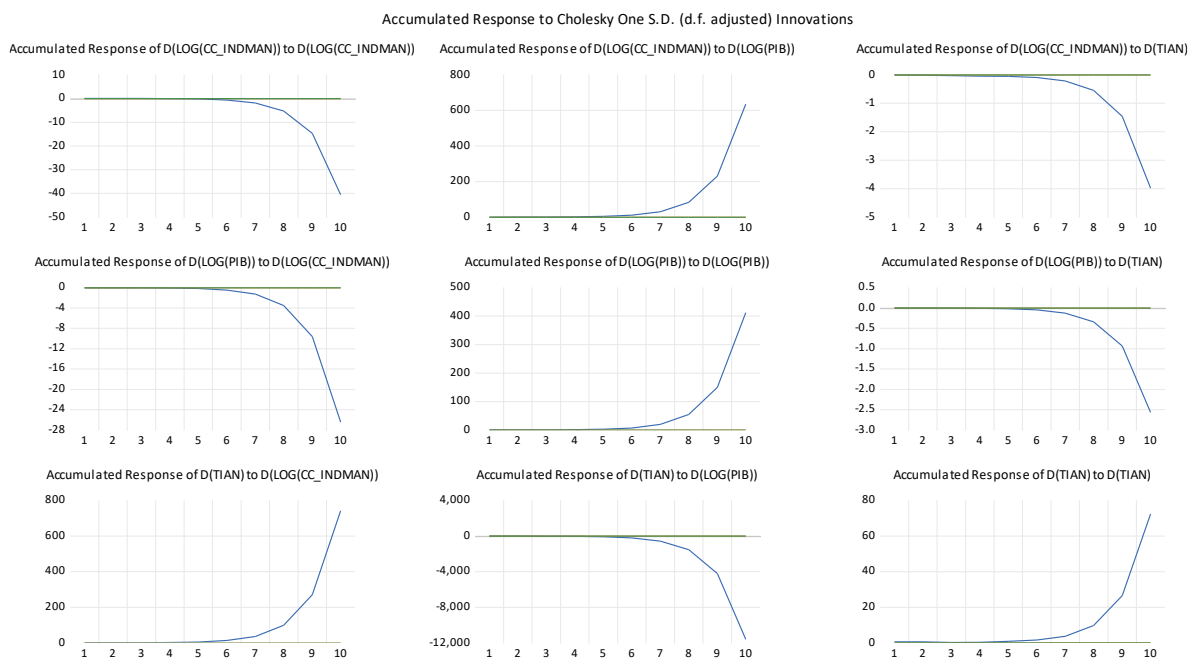 Accumulated Response to Cholesky One S.D. (d.f. adjusted) Innovations
Accumulated Response of D(LOG(CC_INDMAN)) to D(LOG(CC_INDMAN))
10
0
-10
-20
-30
-40
-50
1 2 3 4 5 6 7 8 9 10
Accumulated Response of D(LOG(CC_INDMAN)) to D(LOG(PIB))
800
600
400
200
0
1 2 3 4 5 6 7 8 9 10
Accumulated Response of D(LOG(CC_INDMAN)) to D(TIAN)
0
-1
-2
-3
-4
-5
1 2 3 4 5 6 7 8 9 10
Accumulated Response of D(LOG(PIB)) to D(LOG(CC_INDMAN))
0
-4
-8
-12
-16
-20
-24
-28
1 2 3 4 5 6 7 8 9 10
Accumulated Response of D(LOG(PIB)) to D(LOG(PIB))
500
400
300
200
100
0
1 2 3 4 5 6 7 8 9 10
Accumulated Response of D(LOG(PIB)) to D(TIAN)
0.5
0.0
-0.5
-1.0
-1.5
-2.0
-2.5
-3.0
1 2 3 4 5 6 7 8 9 10
Accumulated Response of D(TIAN) to D(LOG(CC_INDMAN))
800
600
400
200
0
1 2 3 4 5 6 7 8 9 10
Accumulated Response of D(TIAN) to D(LOG(PIB))
4,000
0
-4,000
-8,000
-12,000
1 2 3 4 5 6 7 8 9 10
Accumulated Response of D(TIAN) to D(TIAN)
80
60
40
20
0
1 2 3 4 5 6 7 8 9 10